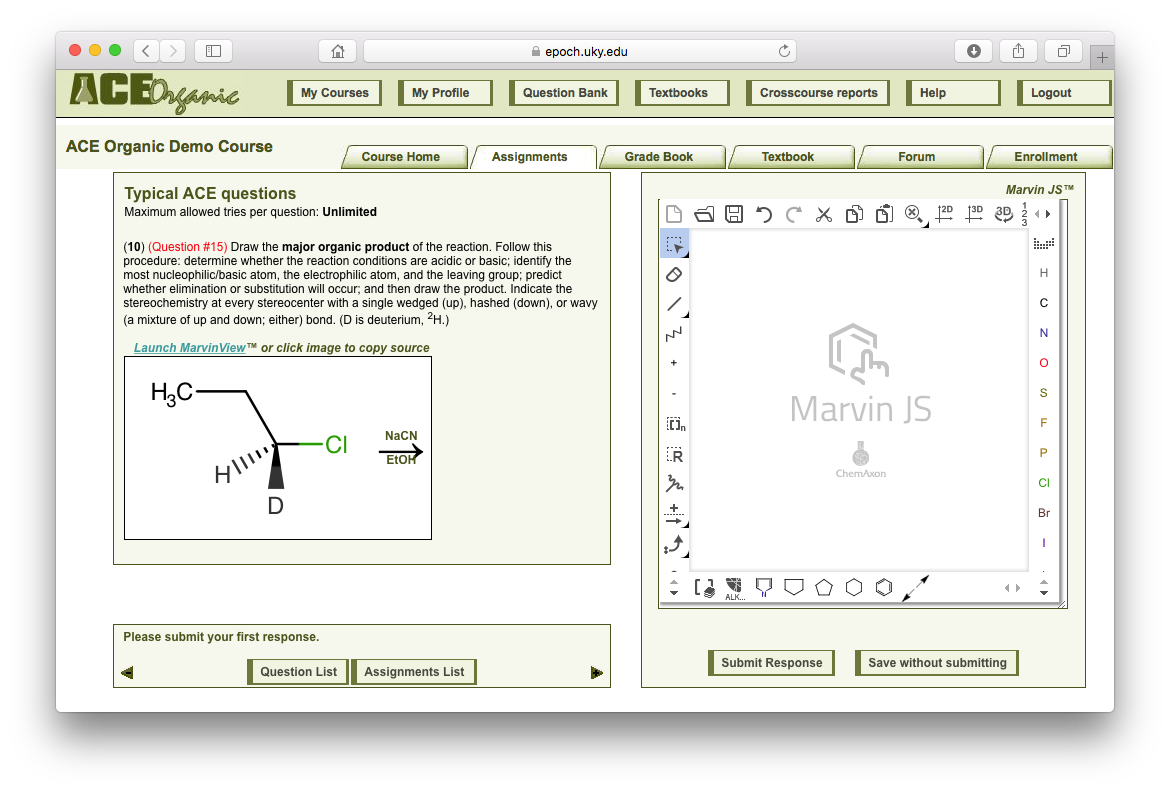 epoch.uky.edu
ACE Organic
My Courses
My Profile
Question Bank
Textbooks
Crosscourse reports
Help
Logout
ACE Organic Demo Course
Course Home
Assignments
Grade Book
Textbook
Forum
Enrollment
Typical ACE questions
Maximum allowed tries per question: Unlimited
(10) (Question #15) Draw the major organic product of the reaction. Follow this
procedure: determine whether the reaction conditions are acidic or basic; identify the
most nucleophilic/basic atom, the electrophilic atom, and the leaving group; predict
whether elimination or substitution will occur; and then draw the product. Indicate the
stereochemistry at every stereocenter with a single wedged (up), hashed (down), or wavy
(a mixture of up and down; either) bond. (D is deuterium, ²H.)
Launch MarvinView™ or click image to copy source
H₃C
Cl
H
D
NaCN
EtOH
Please submit your first response.
Question List
Assignments List
Marvin JS™
2D
3D
3D
1
2
3
H
C
N
O
S
F
P
Cl
Br
I
+
-
[ ]n
R
+
Marvin JS
ChemAxon
ALK...
N
Submit Response
Save without submitting